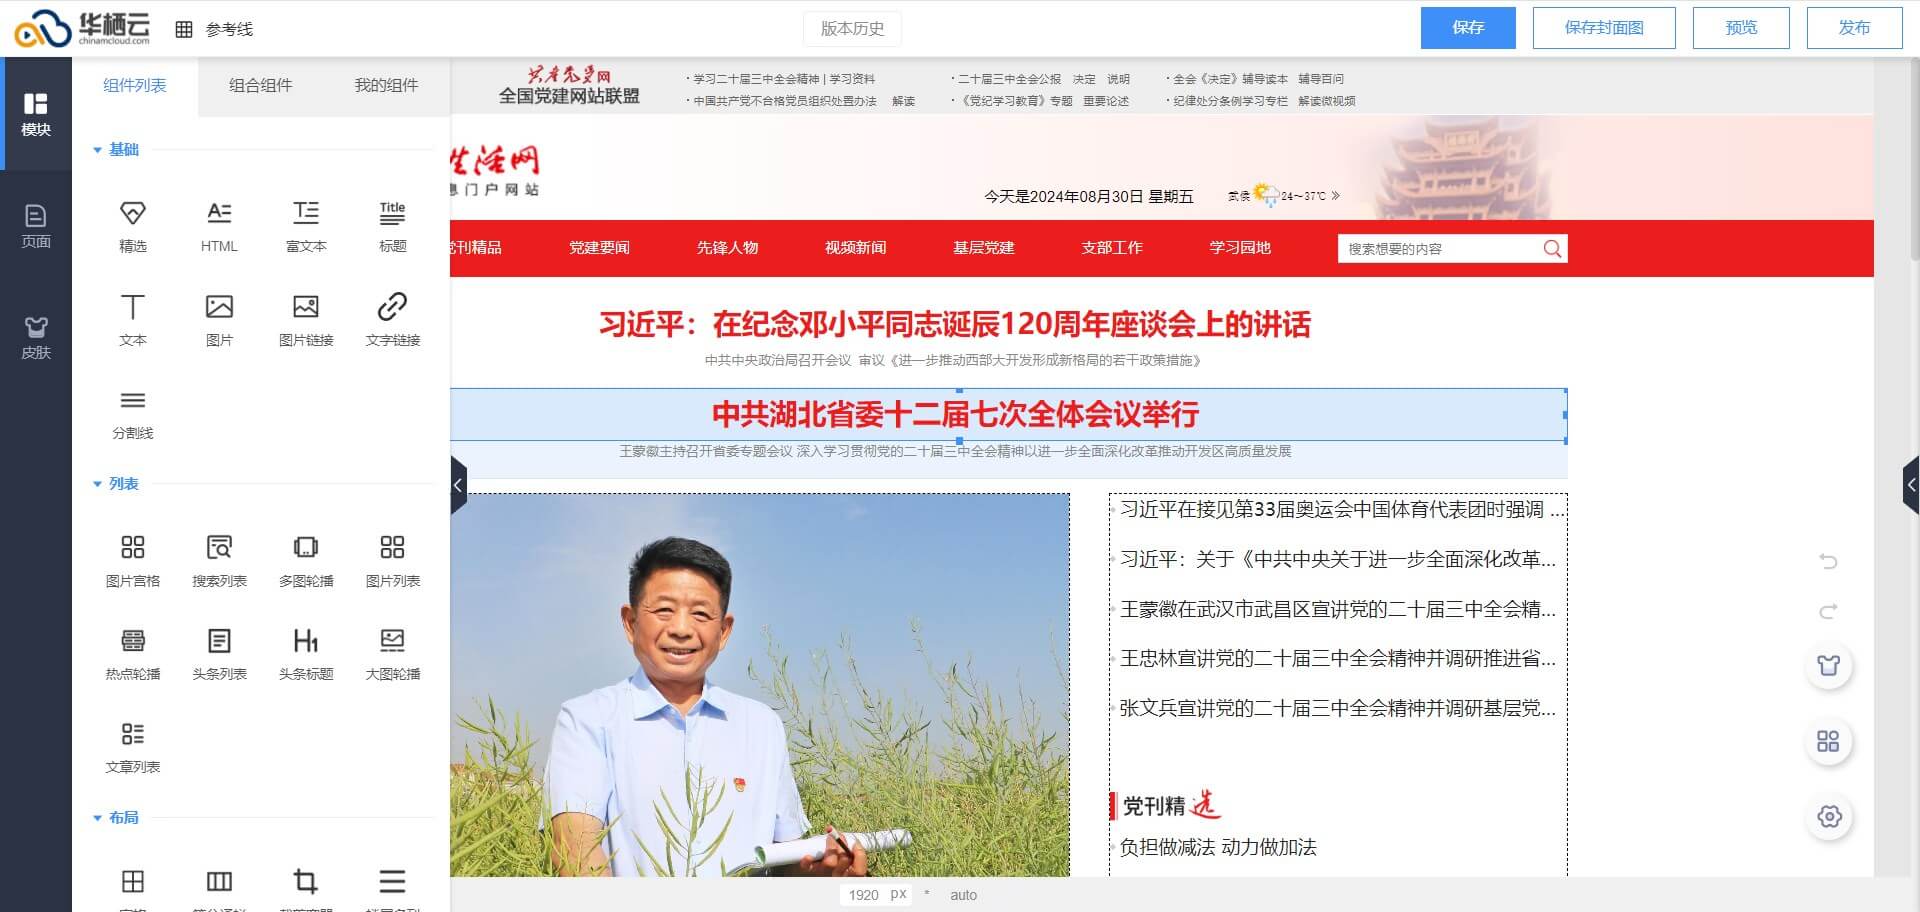 华栖云
chinamcloud.com
参考线
版本历史
保存
保存封面图
预览
发布
模块
页面
皮肤
组件列表
组合组件
我的组件
基础
精选
HTML
富文本
Title
标题
文本
图片
图片链接
文字链接
分割线
列表
图片宫格
搜索列表
多图轮播
图片列表
热点轮播
头条列表
头条标题
大图轮播
文章列表
布局
共产党员网
全国党建网站联盟
· 学习二十届三中全会精神 | 学习资料
· 二十届三中全会公报 决定 说明
· 全会《决定》辅导读本 辅导百问
· 中国共产党不合格党员组织处置办法 解读
· 《党纪学习教育》专题 重要论述
· 纪律处分条例学习专栏 解读微视频
生活网
息门户网站
今天是2024年08月30日 星期五
武侯
24~37℃ »
党刊精品
党建要闻
先锋人物
视频新闻
基层党建
支部工作
学习园地
搜索想要的内容
习近平：在纪念邓小平同志诞辰120周年座谈会上的讲话
中共中央政治局召开会议 审议《进一步推动西部大开发形成新格局的若干政策措施》
中共湖北省委十二届七次全体会议举行
王蒙徽主持召开省委专题会议 深入学习贯彻党的二十届三中全会精神以进一步全面深化改革推动开发区高质量发展
习近平在接见第33届奥运会中国体育代表团时强调 ...
习近平：关于《中共中央关于进一步全面深化改革...
王蒙徽在武汉市武昌区宣讲党的二十届三中全会精...
王忠林宣讲党的二十届三中全会精神并调研推进省...
张文兵宣讲党的二十届三中全会精神并调研基层党...
党刊精选
负担做减法 动力做加法
1920 px * auto